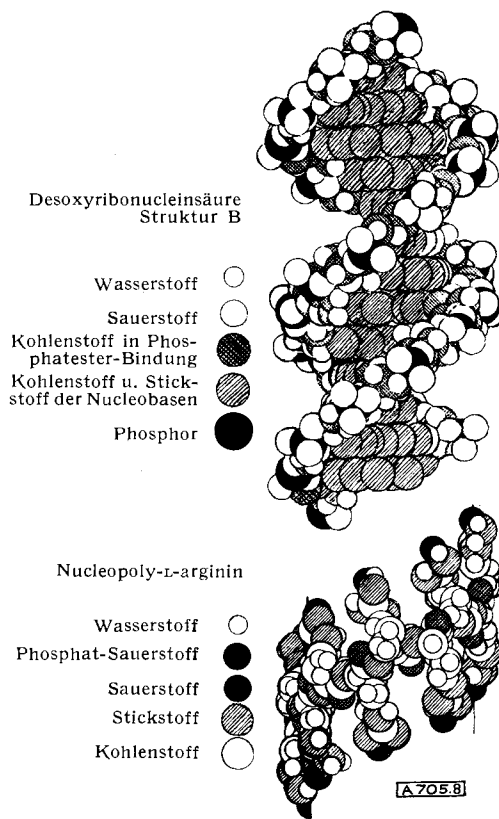 Desoxyribonucleinsäure
Struktur B
Wasserstoff
Sauerstoff
Kohlenstoff in Phos-
phatester-Bindung
Kohlenstoff u. Stick-
stoff der Nucleobasen
Phosphor
Nucleopoly-L-arginin
Wasserstoff
Phosphat-Sauerstoff
Sauerstoff
Stickstoff
Kohlenstoff
A705.8